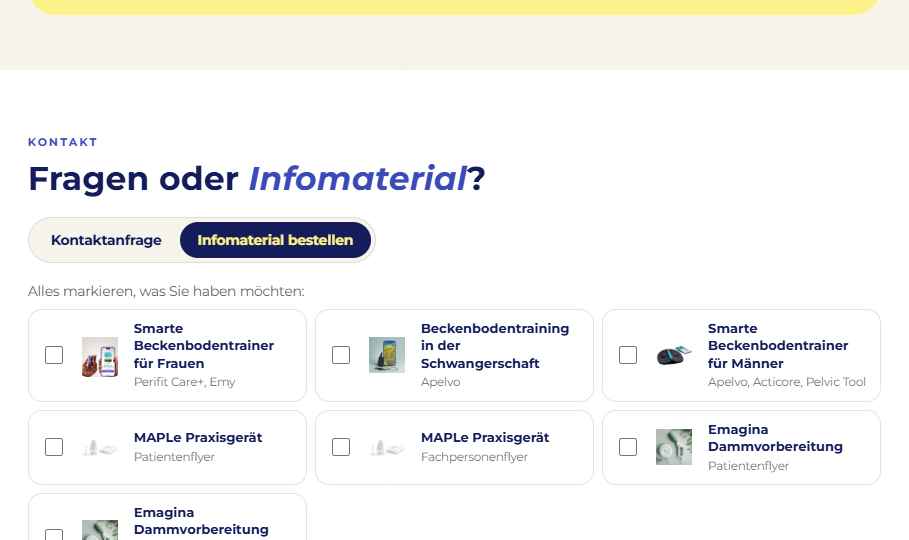 KONTAKT
Fragen oder Infomaterial?
Kontaktanfrage
Infomaterial bestellen
Alles markieren, was Sie haben möchten:
Smarte
Beckenbodentrainer
für Frauen
Perifit Care+, Emy
Beckenbodentraining
in der
Schwangerschaft
Apelvo
Smarte
Beckenbodentrainer
für Männer
Apelvo, Acticore, Pelvic Tool
MAPLe Praxisgerät
Patientenflyer
MAPLe Praxisgerät
Fachpersonenflyer
Emagina
Dammvorbereitung
Patientenflyer
Emagina
Dammvorbereitung